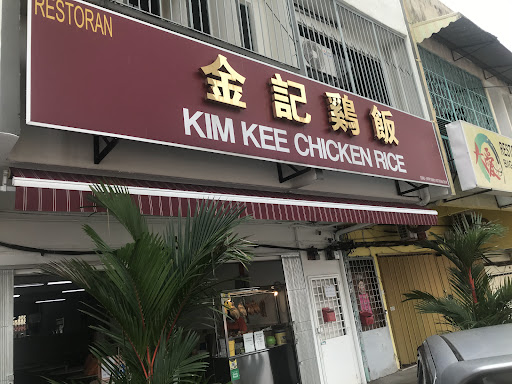 RESTORAN
金記鷄飯
KIM KEE CHICKEN RICE